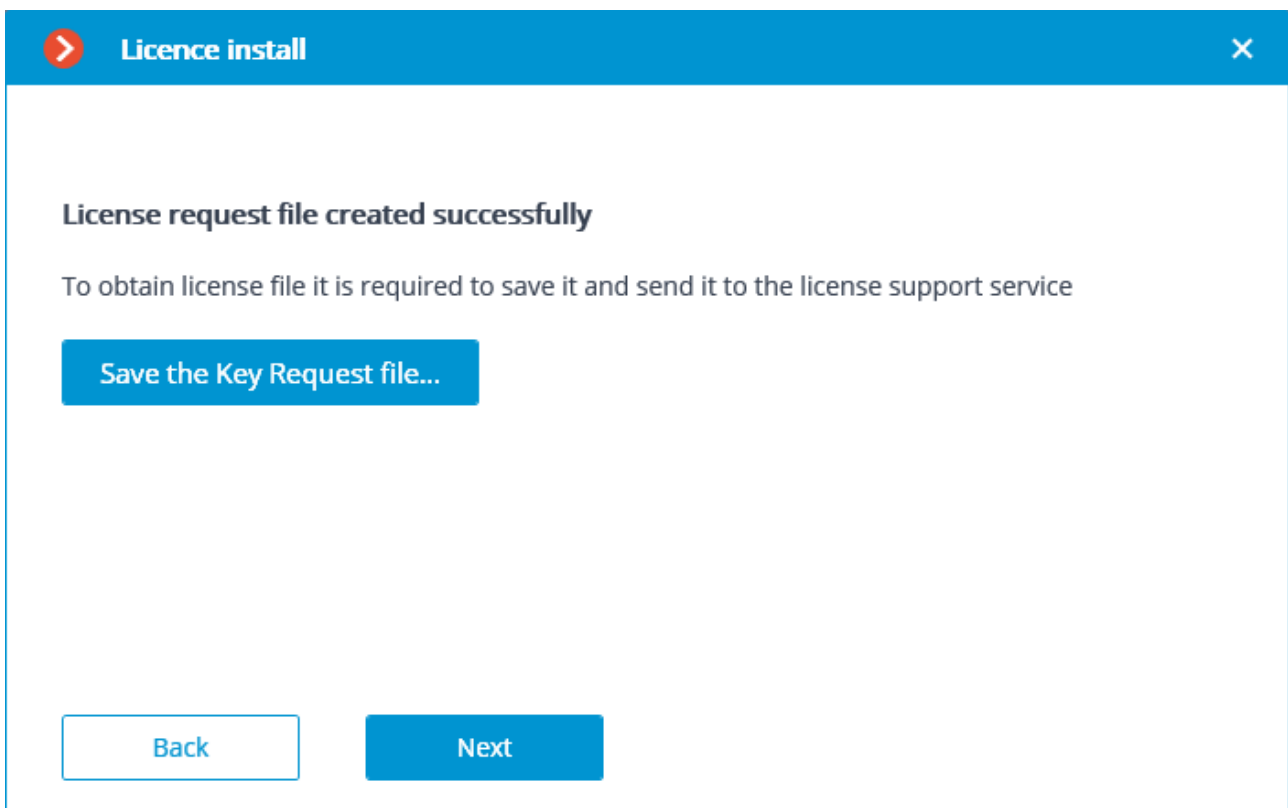 Licence install
License request file created successfully
To obtain license file it is required to save it and send it to the license support service
Save the Key Request file...
Back
Next